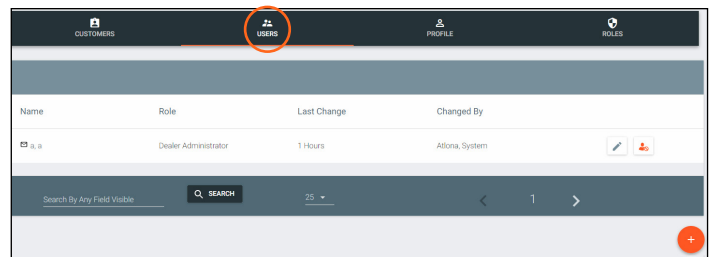 CUSTOMERS USERS PROFILE ROLES
Name Role Last Change Changed By
a, a Dealer Administrator 1 Hours Atlona, System
Search By Any Field Visible SEARCH 25 1